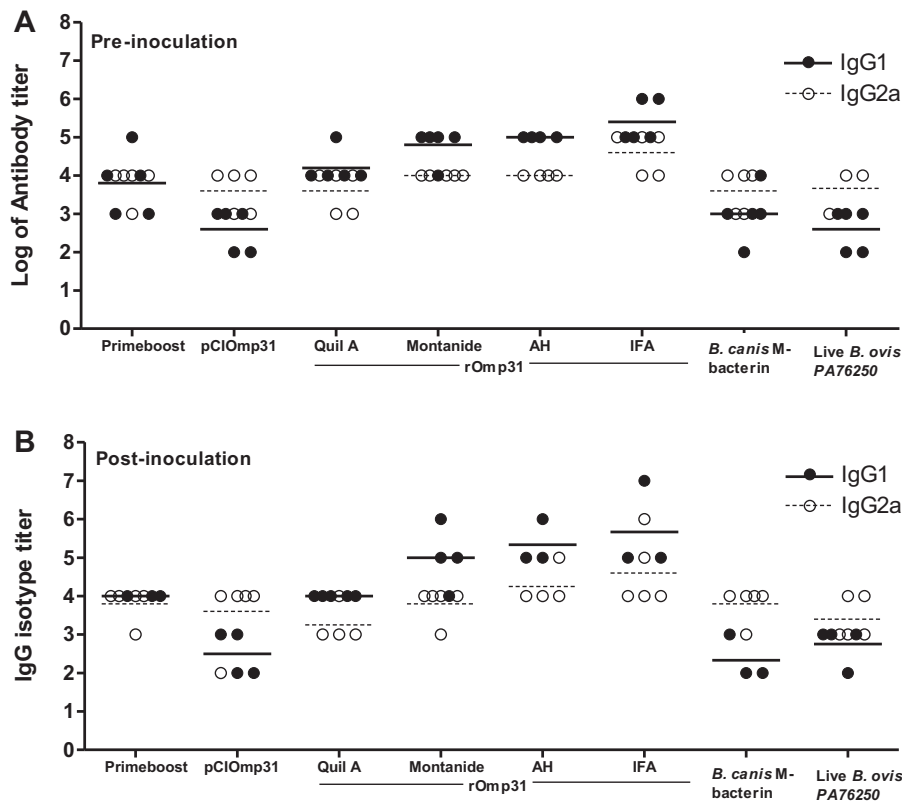 A
Pre-inoculation
Log of Antibody titer
8
7
6
5
4
3
2
1
0
IgG1
IgG2a
Primeboost
pCIOmp31
Quil A
Montanide
AH
IFA
rOmp31
B. canis M-
bacterin
Live B. ovis
PA76250
B
Post-inoculation
IgG isotype titer
8
7
6
5
4
3
2
1
0
IgG1
IgG2a
Primeboost
pCIOmp31
Quil A
Montanide
AH
IFA
rOmp31
B. canis M-
bacterin
Live B. ovis
PA76250